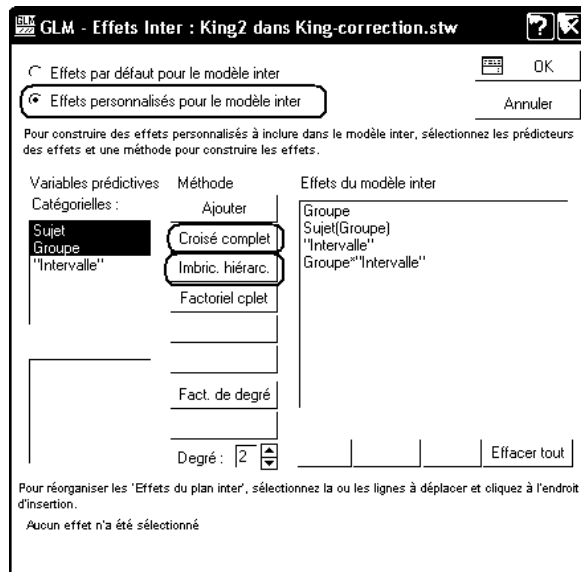 GLM - Effets Inter : King2 dans King-correction.stw
Effets par défaut pour le modèle inter
OK
Effets personnalisés pour le modèle inter
Annuler
Pour construire des effets personnalisés à inclure dans le modèle inter, sélectionnez les prédicteurs
des effets et une méthode pour construire les effets.
Variables prédictives
Méthode
Effets du modèle inter
Catégorielles :
Sujet
Groupe
"Intervalle"
Ajouter
Croisé complet
Imbric. hiérarc.
Factoriel cplet
Fact. de degré
Degré : 2
Groupe
Sujet(Groupe)
"Intervalle"
Groupe*"Intervalle"
Effacer tout
Pour réorganiser les 'Effets du plan inter', sélectionnez la ou les lignes à déplacer et cliquez à l'endroit
d'insertion.
Aucun effet n'a été sélectionné